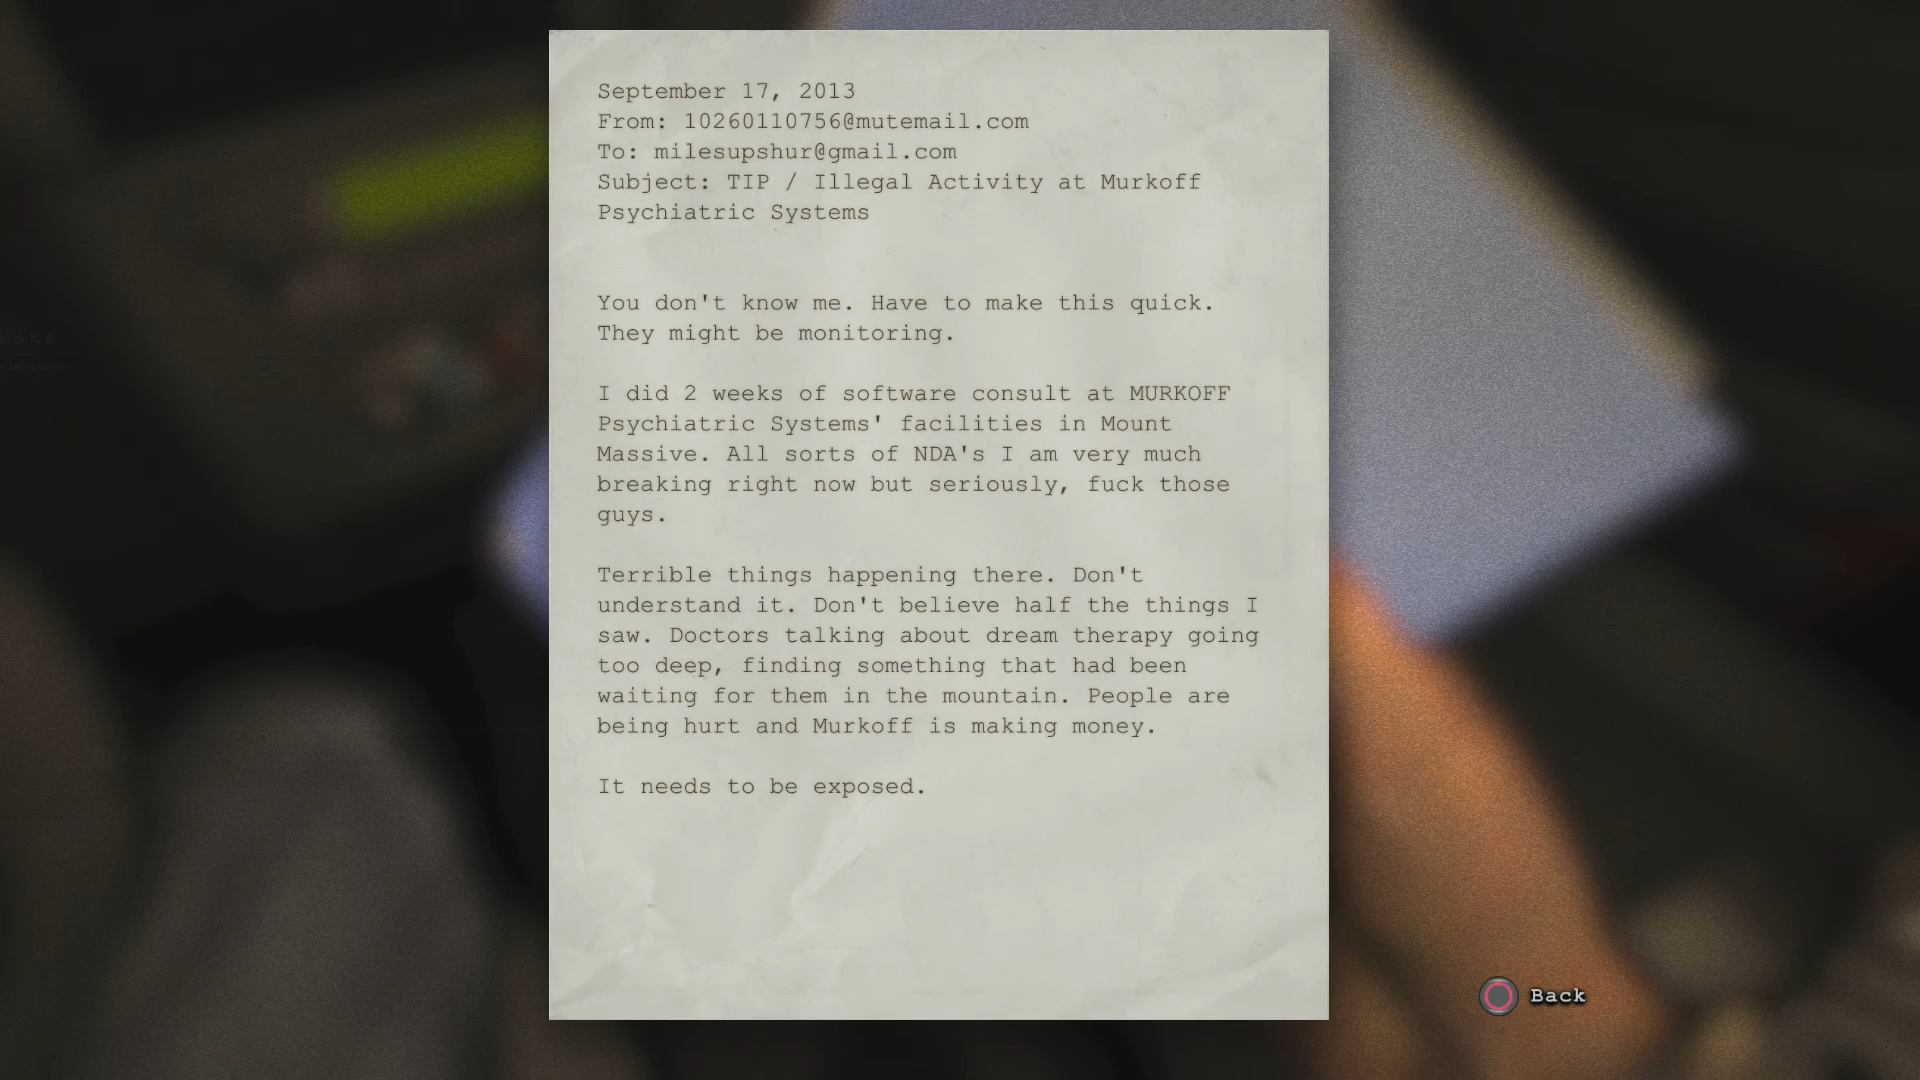 September 17, 2013
From: 10260110756@mutemail.com
To: milesupshur@gmail.com
Subject: TIP / Illegal Activity at Murkoff
Psychiatric Systems
You don't know me. Have to make this quick.
They might be monitoring.
I did 2 weeks of software consult at MURKOFF
Psychiatric Systems' facilities in Mount
Massive. All sorts of NDA's I am very much
breaking right now but seriously, fuck those
guys.
Terrible things happening there. Don't
understand it. Don't believe half the things I
saw. Doctors talking about dream therapy going
too deep, finding something that had been
waiting for them in the mountain. People are
being hurt and Murkoff is making money.
It needs to be exposed.
Back